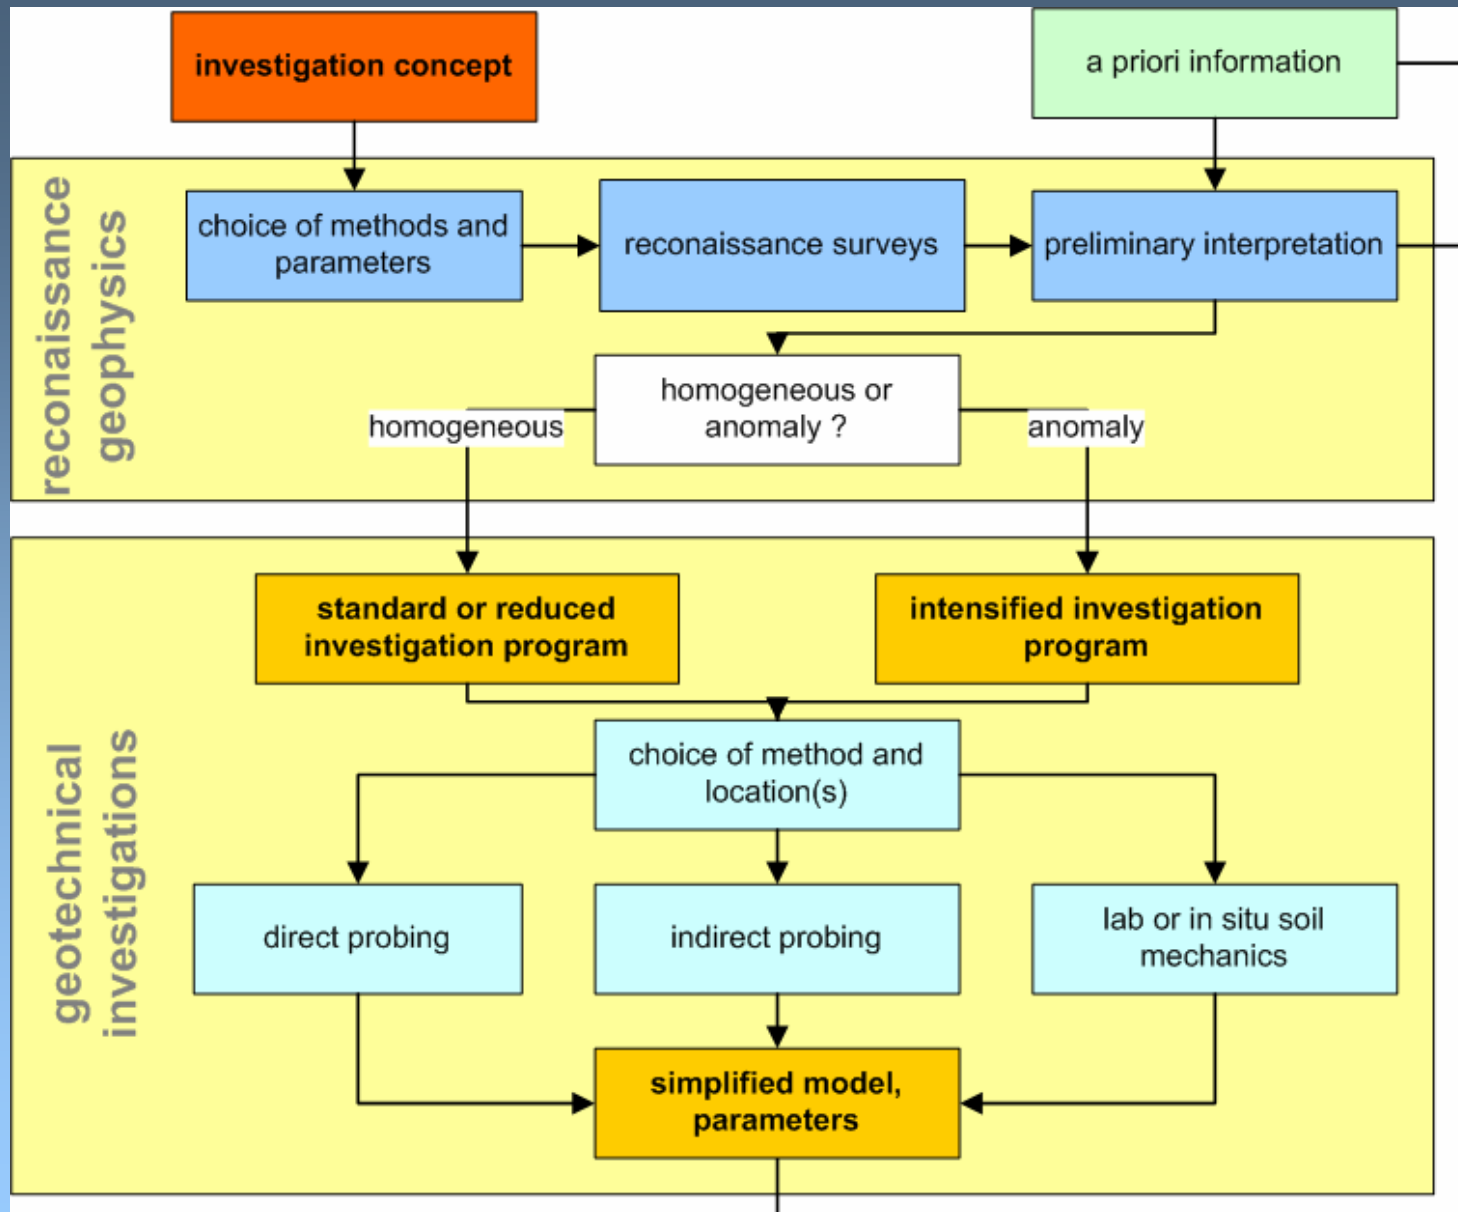 investigation concept
a priori information
reconaissance
geophysics
choice of methods and
parameters
reconaissance surveys
preliminary interpretation
homogeneous or
anomaly ?
homogeneous
anomaly
geotechnical
investigations
standard or reduced
investigation program
intensified investigation
program
choice of method and
location(s)
direct probing
indirect probing
lab or in situ soil
mechanics
simplified model,
parameters